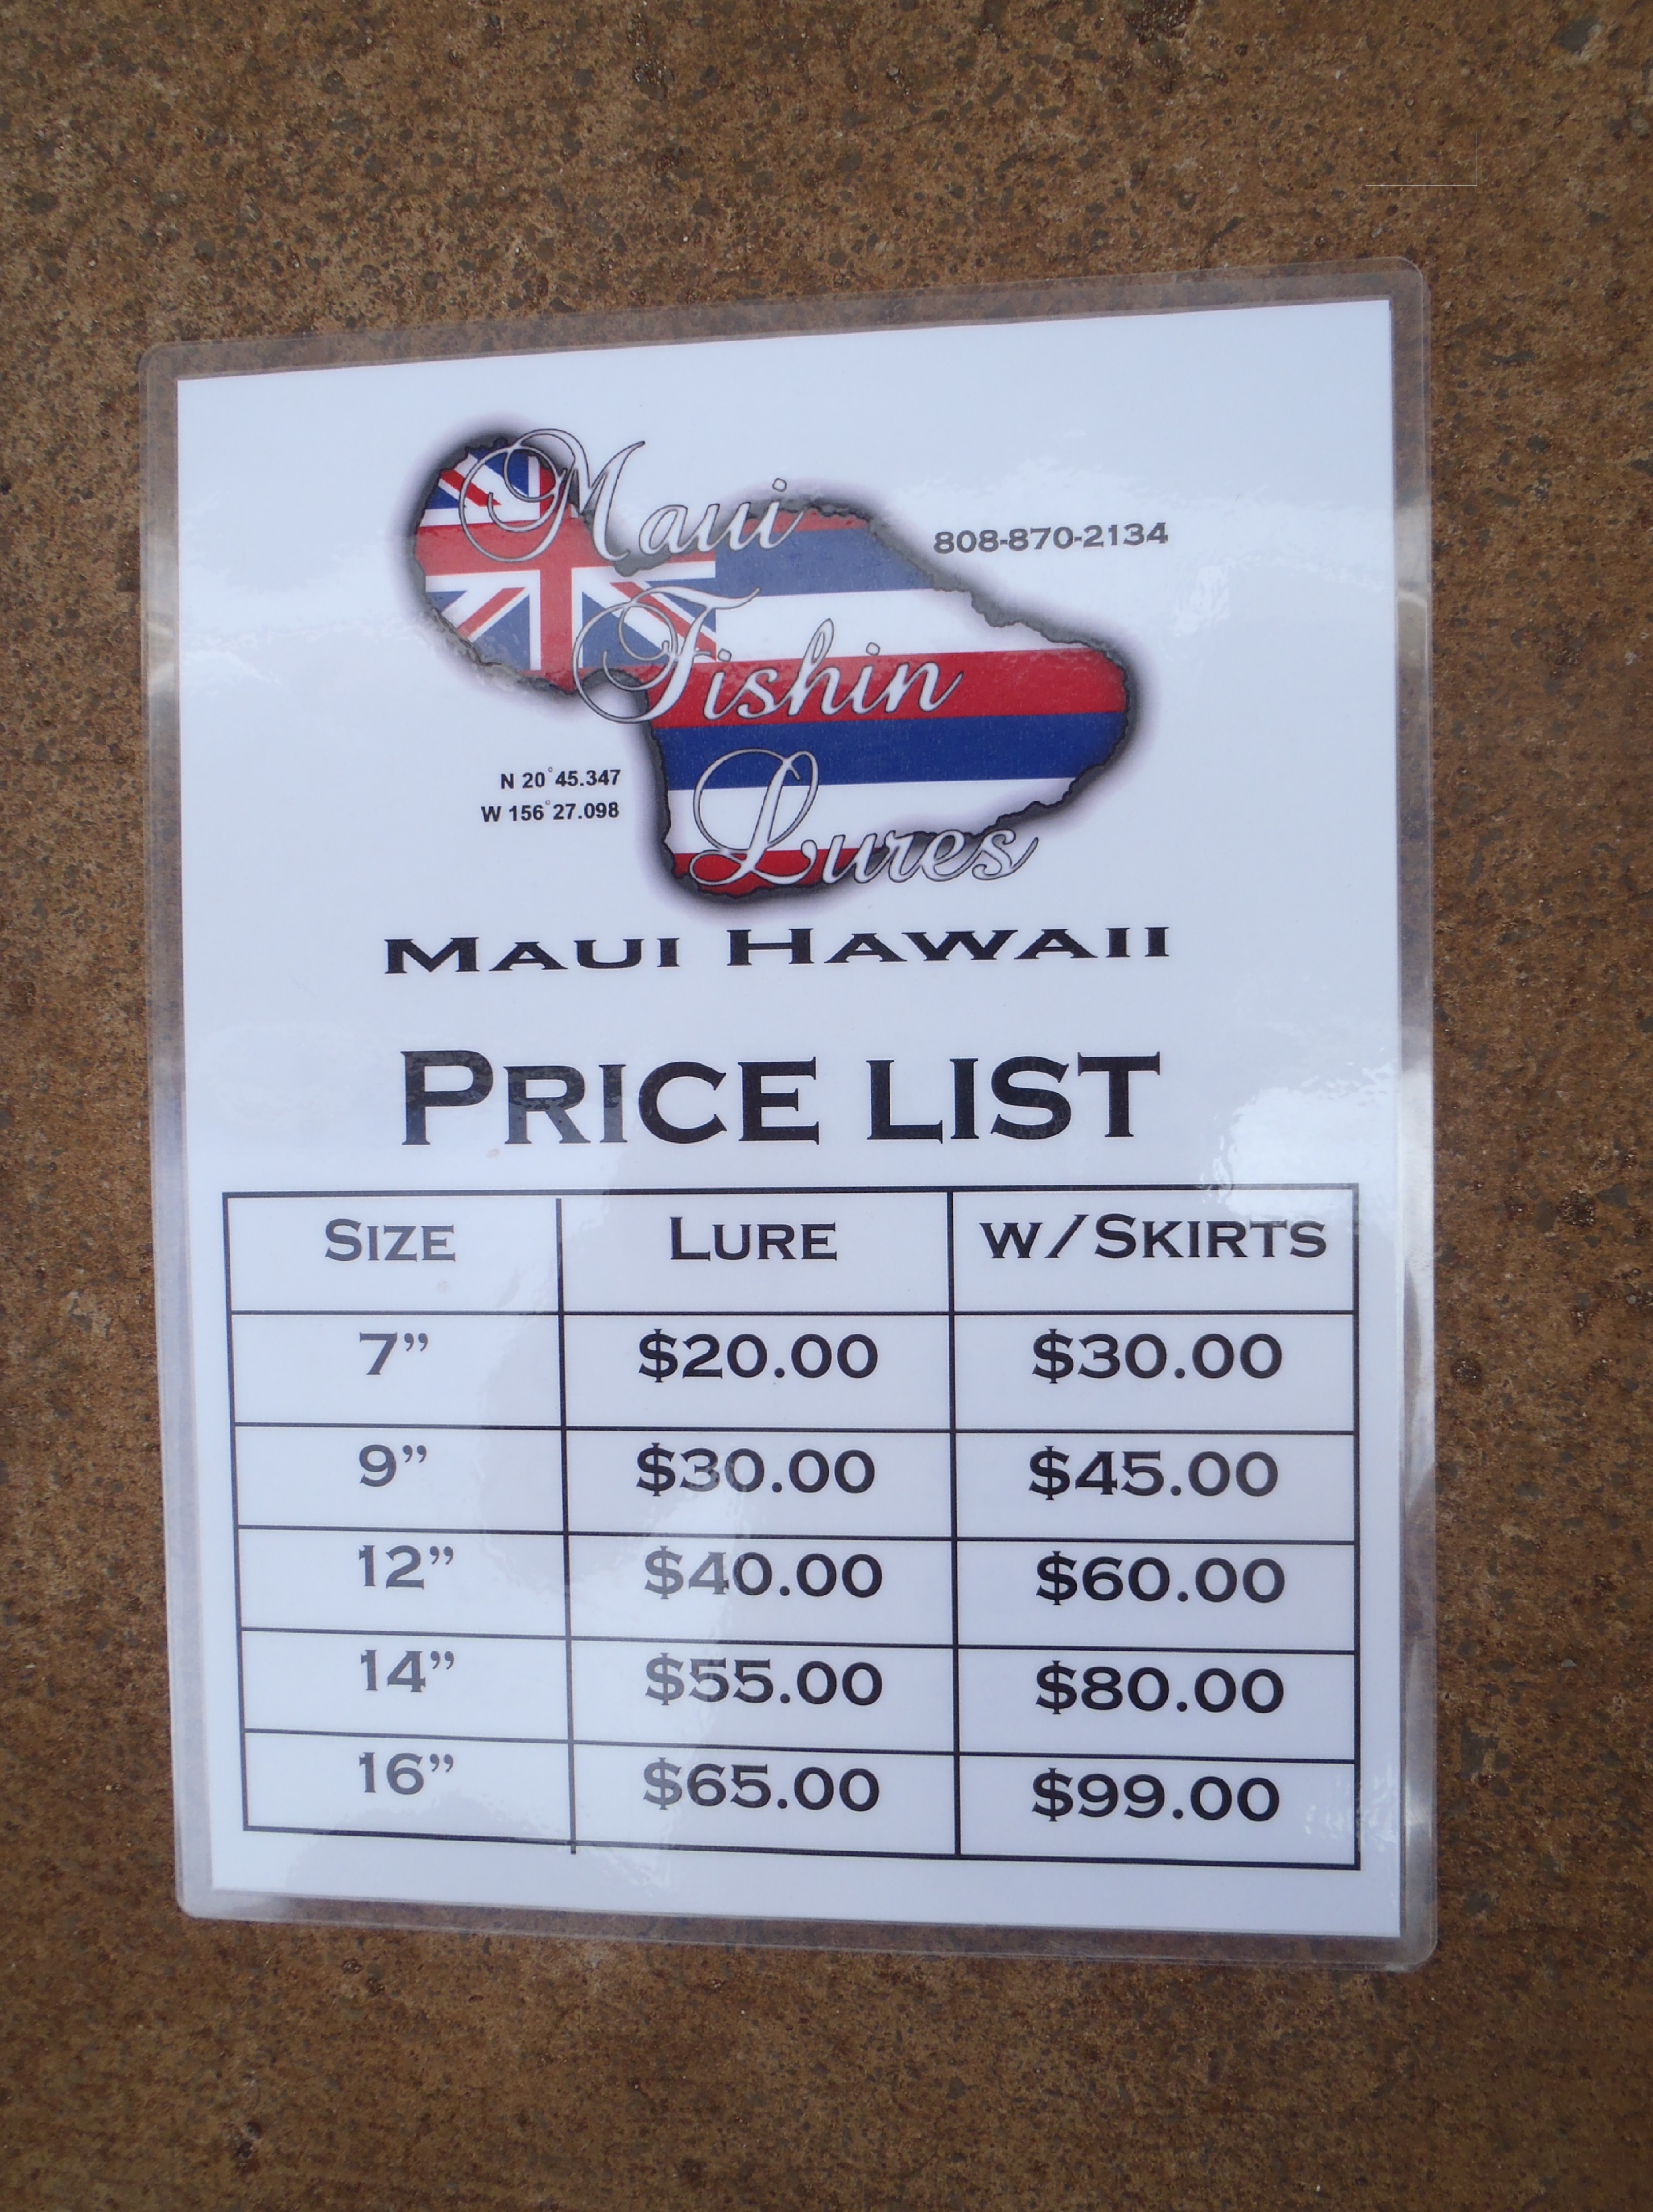 Maui
808-870-2134
Fishin
N 20°45.347
W 156°27.098
Lures
MAUI HAWAII
PRICE LIST
SIZE LURE W/SKIRTS
7” $20.00 $30.00
9” $30.00 $45.00
12” $40.00 $60.00
14” $55.00 $80.00
16” $65.00 $99.00